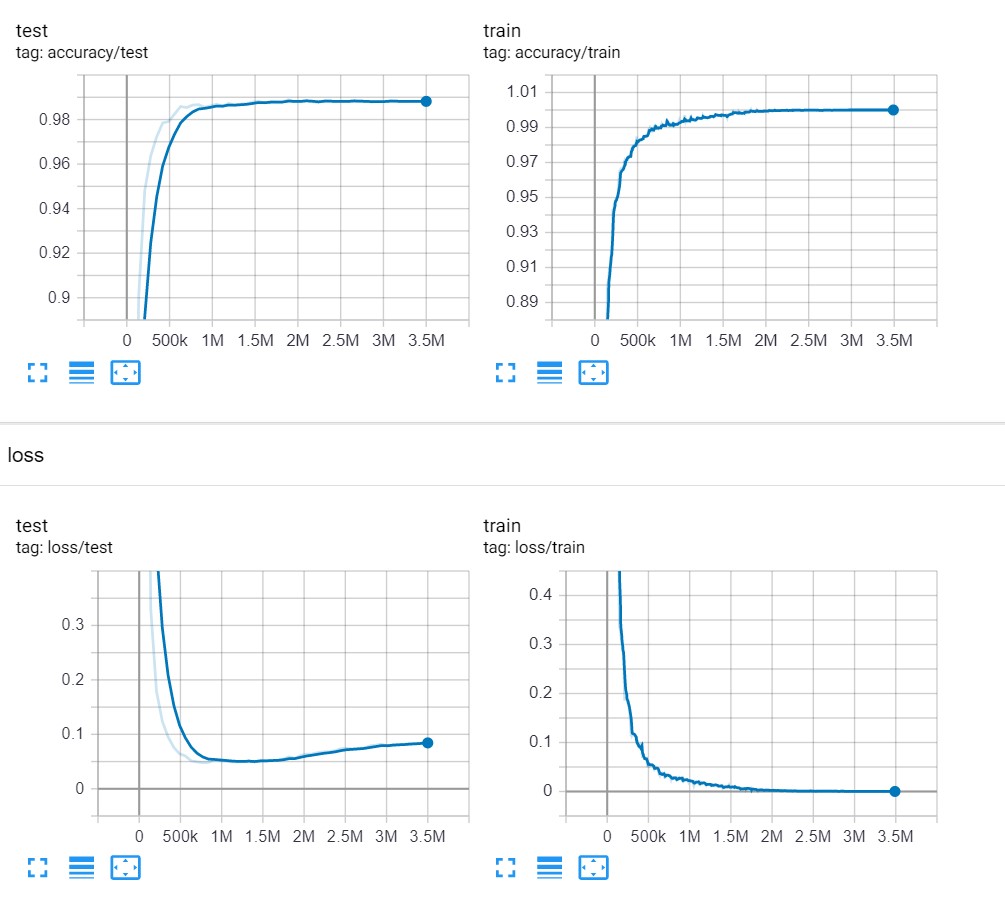 test
tag: accuracy/test
0.98
0.96
0.94
0.92
0.9
0 500k 1M 1.5M 2M 2.5M 3M 3.5M
train
tag: accuracy/train
1.01
0.99
0.97
0.95
0.93
0.91
0.89
0 500k 1M 1.5M 2M 2.5M 3M 3.5M
loss
test
tag: loss/test
0.3
0.2
0.1
0
0 500k 1M 1.5M 2M 2.5M 3M 3.5M
train
tag: loss/train
0.4
0.3
0.2
0.1
0
0 500k 1M 1.5M 2M 2.5M 3M 3.5M